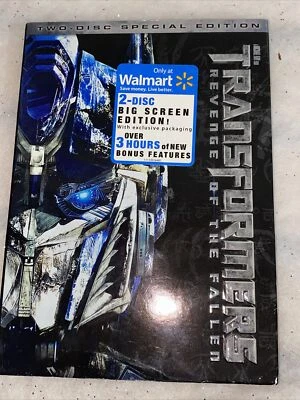 TWO-DISC SPECIAL EDITION
Only at
Walmart
Save money. Live better.
2-DISC
BIG SCREEN
EDITION!
With exclusive packaging
OVER
3 HOURS of NEW
BONUS FEATURES
TRANSFORMERS
REVENGE OF THE FALLEN